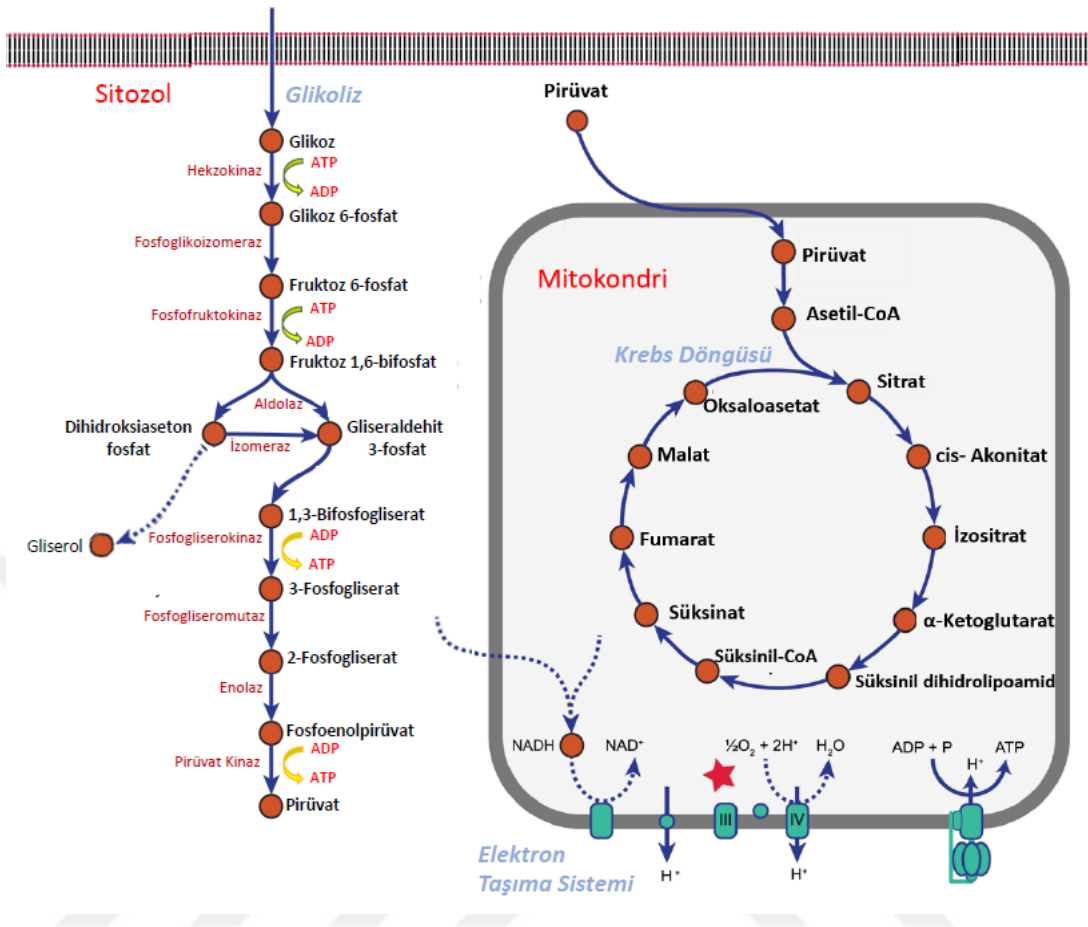 Sitozol
Glikoliz
Glikoz
Hekzokinaz
ATP
ADP
Glikoz 6-fosfat
Fosfoglikoizomeraz
Fruktoz 6-fosfat
Fosfofruktokinaz
ATP
ADP
Fruktoz 1,6-bifosfat
Aldolaz
Dihidroksiaseton
fosfat
İzomeraz
Gliseraldehit
3-fosfat
Gliserol
1,3-Bifosfogliserat
Fosfogliserokinaz
ADP
ATP
3-Fosfogliserat
Fosfogliseromutaz
2-Fosfogliserat
Enolaz
Fosfoenolpirüvat
Pirüvat Kinaz
ADP
ATP
Pirüvat
Pirüvat
Mitokondri
Pirüvat
Asetil-CoA
Krebs Döngüsü
Sitrat
cis- Akonitat
İzositrat
α-Ketoglutarat
Süksinil dihidrolipoamid
Süksinil-CoA
Süksinat
Fumarat
Malat
Oksaloasetat
NADH
NAD⁺
½O₂ + 2H⁺
H₂O
ADP + P
H⁺
ATP
III
IV
H⁺
H⁺
Elektron
Taşıma Sistemi